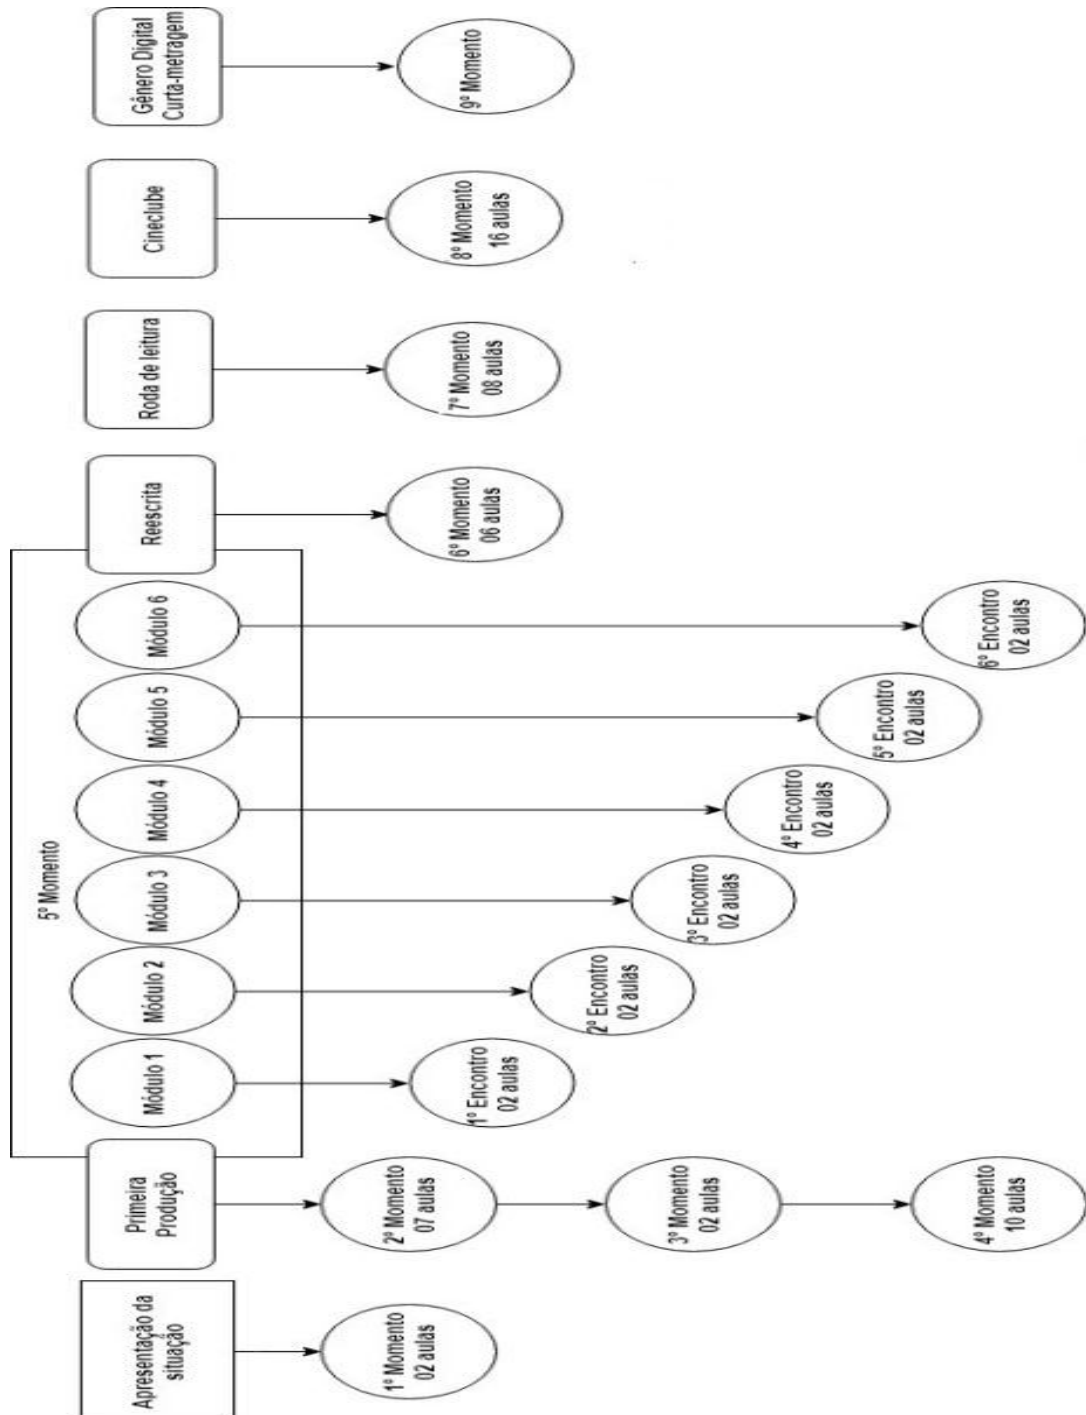 Apresentação da
situação
1º Momento
02 aulas
Primeira
Produção
2º Momento
07 aulas
3º Momento
02 aulas
4º Momento
10 aulas
5º Momento
Módulo 1
Módulo 2
Módulo 3
Módulo 4
Módulo 5
Módulo 6
1º Encontro
02 aulas
2º Encontro
02 aulas
3º Encontro
02 aulas
4º Encontro
02 aulas
5º Encontro
02 aulas
6º Encontro
02 aulas
Reescrita
6º Momento
06 aulas
Roda de leitura
7º Momento
08 aulas
Cineclube
8º Momento
16 aulas
Gênero Digital
Curta-metragem
9º Momento